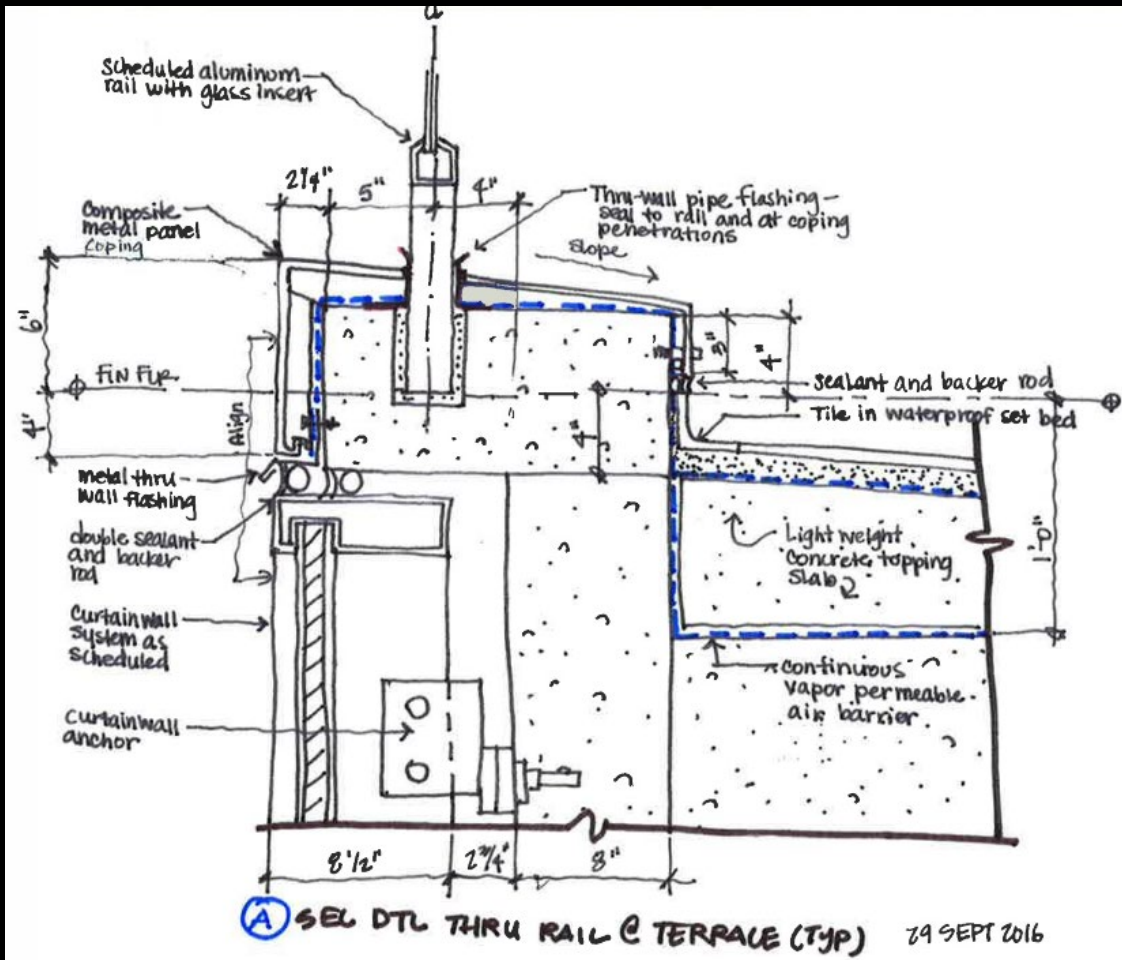 a
Scheduled aluminum
rail with glass insert
2 1/4"
5"
4"
Composite
metal panel
coping
Thru-wall pipe flashing -
seal to rail and at coping
penetrations
slope
6"
FIN FLR
4"
Align
3"
4"
4"
sealant and backer rod
Tile in waterproof set bed
metal thru-
wall flashing
double sealant
and backer
rod
Light weight
concrete topping
slab
1'-0"
Curtainwall
system as
scheduled
continuous
vapor permeable
air barrier.
curtainwall
anchor
8 1/2"
2 3/4"
8"
A SEC DTL THRU RAIL @ TERRACE (TYP)
29 SEPT 2016